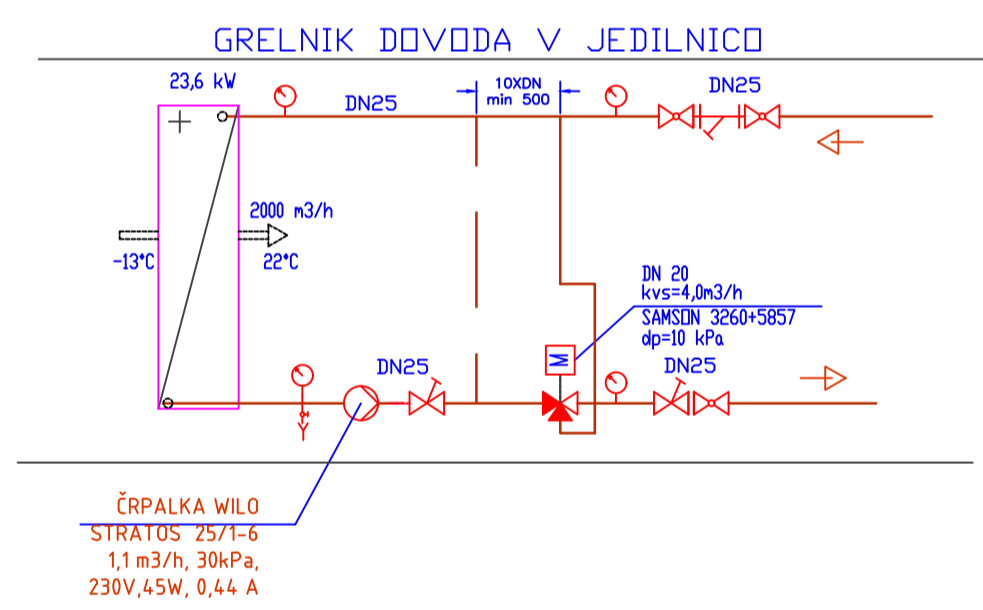 GRELNIK DOVODA V JEDILNICO
23,6 kW
DN25
10XDN
min 500
DN25
2000 m3/h
-13°C
22°C
DN 20
kvs=4,0m3/h
SAMSON 3260+5857
dp=10 kPa
M
DN25
DN25
ČRPALKA WILO
STRATOS 25/1-6
1,1 m3/h, 30kPa,
230V,45W, 0,44 A